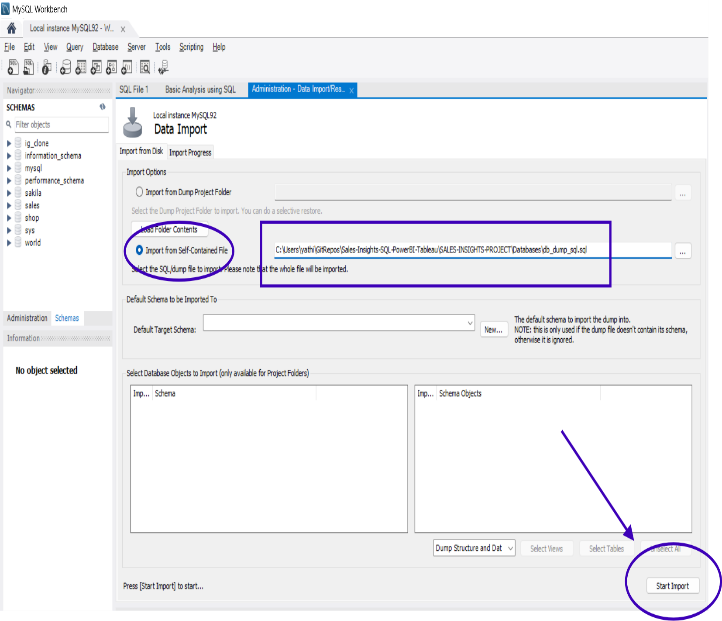 MySQL Workbench
Local instance MySQL92 - W... x
File Edit View Query Database Server Tools Scripting Help
Navigator
SQL File 1 Basic Analysis using SQL Administration - Data Import/Res... x
SCHEMAS
Filter objects
ig_clone
information_schema
mysql
performance_schema
sakila
sales
shop
sys
world
Administration Schemas
Information
No object selected
Local instance MySQL92
Data Import
Import from Disk Import Progress
Import Options
Import from Dump Project Folder
...
Select the Dump Project Folder to import. You can do a selective restore.
Load Folder Contents
Import from Self-Contained File
C:\Users\yathi\GitRepos\Sales-Insights-SQL-PowerBI-Tableau\SALES-INSIGHTS-PROJECT\Databases\db_dump_sql.sql
...
Select the SQL/dump file to import. Please note that the whole file will be imported.
Default Schema to be Imported To
Default Target Schema:
New...
The default schema to import the dump into.
NOTE: this is only used if the dump file doesn't contain its schema,
otherwise it is ignored.
Select Database Objects to Import (only available for Project Folders)
Imp... Schema
Imp... Schema Objects
Dump Structure and Dat
Select Views
Select Tables
Select All
Press [Start Import] to start...
Start Import